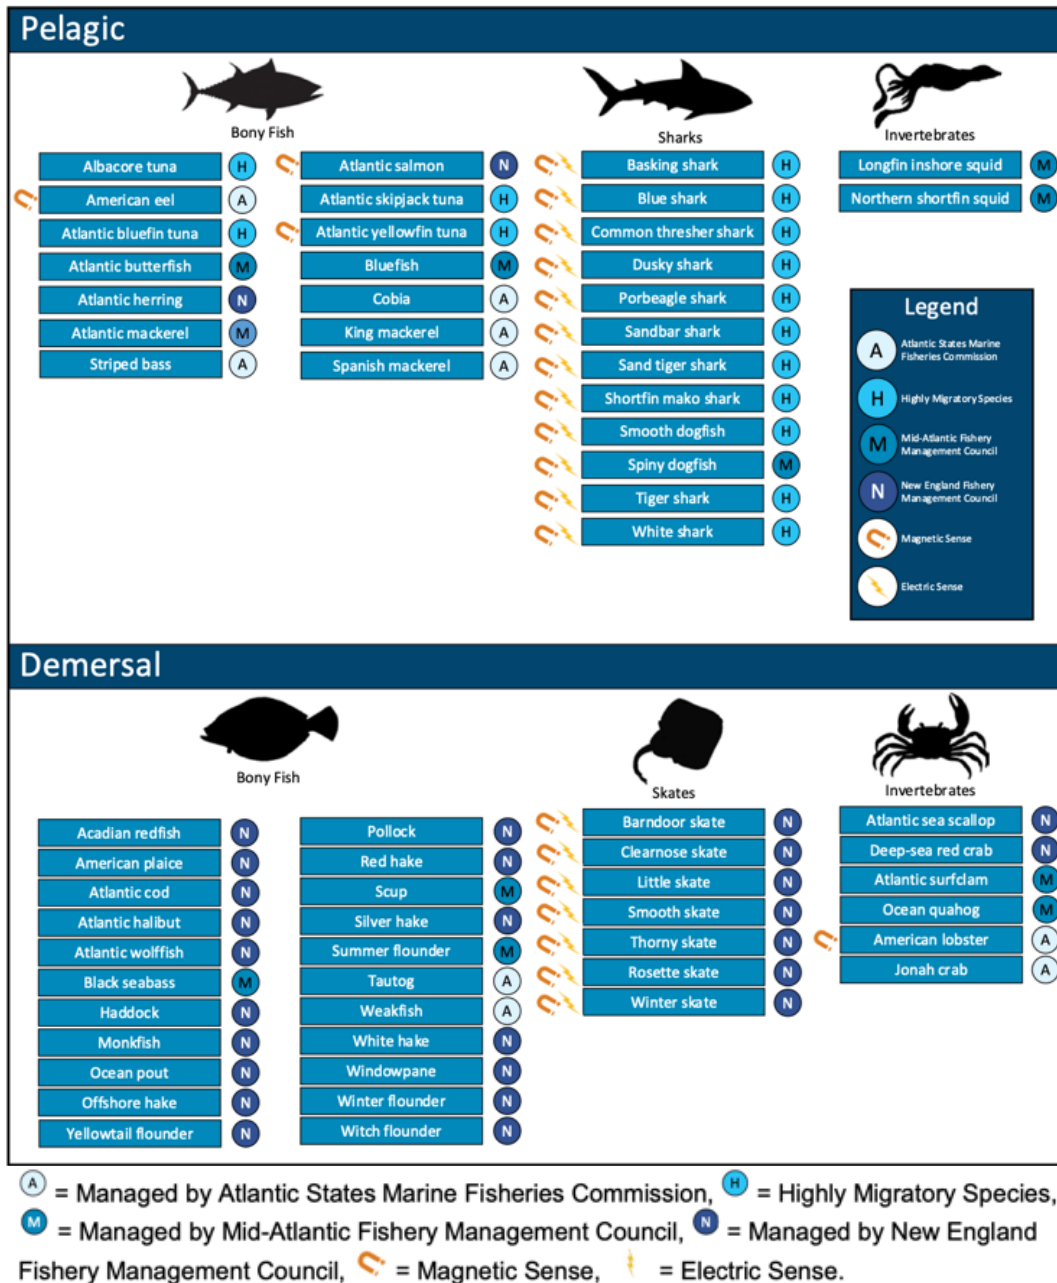 Pelagic
Bony Fish
Albacore tuna H
American eel A
Atlantic bluefin tuna H
Atlantic butterfish M
Atlantic herring N
Atlantic mackerel M
Striped bass A
Atlantic salmon N
Atlantic skipjack tuna H
Atlantic yellowfin tuna H
Bluefish M
Cobia A
King mackerel A
Spanish mackerel A
Sharks
Basking shark H
Blue shark H
Common thresher shark H
Dusky shark H
Porbeagle shark H
Sandbar shark H
Sand tiger shark H
Shortfin mako shark H
Smooth dogfish H
Spiny dogfish M
Tiger shark H
White shark H
Invertebrates
Longfin inshore squid M
Northern shortfin squid M
Legend
A Atlantic States Marine
Fisheries Commission
H Highly Migratory Species
M Mid-Atlantic Fishery
Management Council
N New England Fishery
Management Council
Magnetic Sense
Electric Sense
Demersal
Bony Fish
Acadian redfish N
American plaice N
Atlantic cod N
Atlantic halibut N
Atlantic wolffish N
Black seabass M
Haddock N
Monkfish N
Ocean pout N
Offshore hake N
Yellowtail flounder N
Pollock N
Red hake N
Scup M
Silver hake N
Summer flounder M
Tautog A
Weakfish A
White hake N
Windowpane N
Winter flounder N
Witch flounder N
Skates
Barndoor skate N
Clearnose skate N
Little skate N
Smooth skate N
Thorny skate N
Rosette skate N
Winter skate N
Invertebrates
Atlantic sea scallop N
Deep-sea red crab N
Atlantic surfclam M
Ocean quahog M
American lobster A
Jonah crab A
A = Managed by Atlantic States Marine Fisheries Commission, H = Highly Migratory Species,
M = Managed by Mid-Atlantic Fishery Management Council, N = Managed by New England
Fishery Management Council, = Magnetic Sense, = Electric Sense.